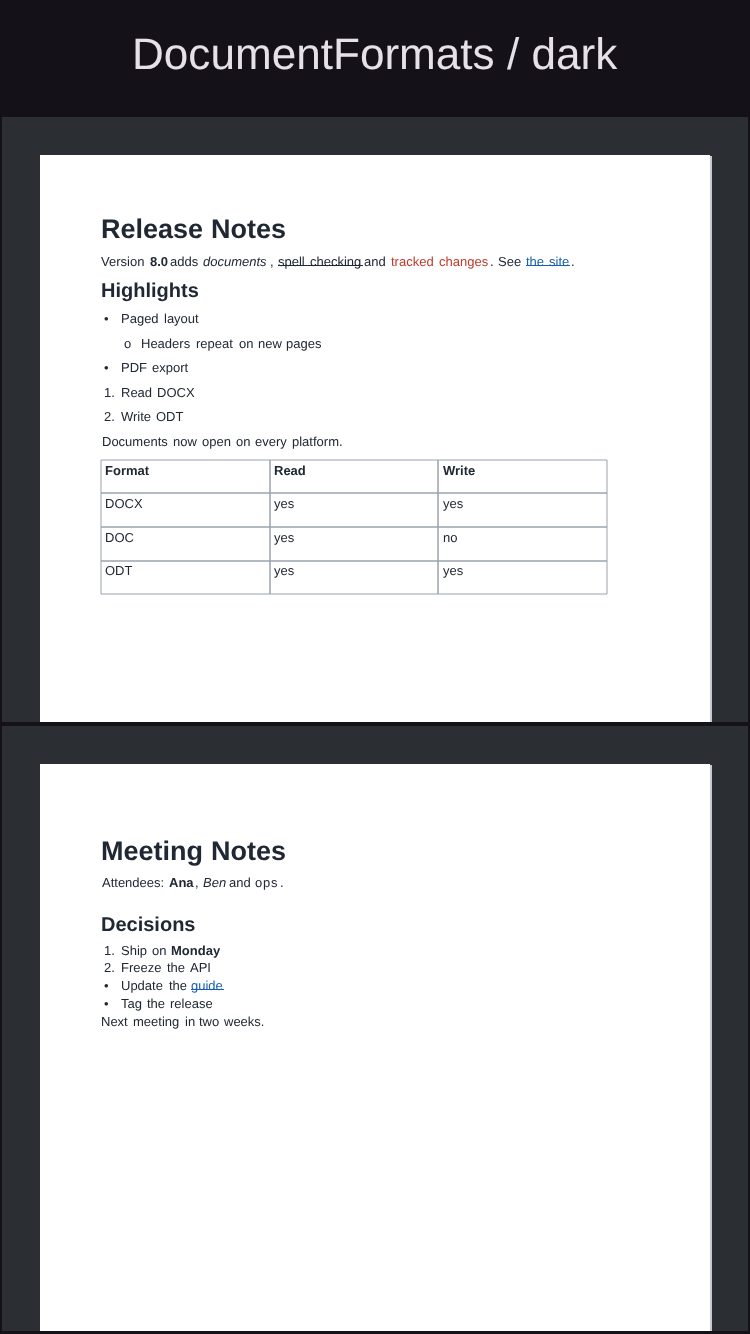 DocumentFormats / dark
Release Notes
Version 8.0 adds documents , spell checking and tracked changes . See the site .
Highlights
• Paged layout
o Headers repeat on new pages
• PDF export
1. Read DOCX
2. Write ODT
Documents now open on every platform.
Format Read Write
DOCX yes yes
DOC yes no
ODT yes yes
Meeting Notes
Attendees: Ana , Ben and ops .
Decisions
1. Ship on Monday
2. Freeze the API
• Update the guide
• Tag the release
Next meeting in two weeks.